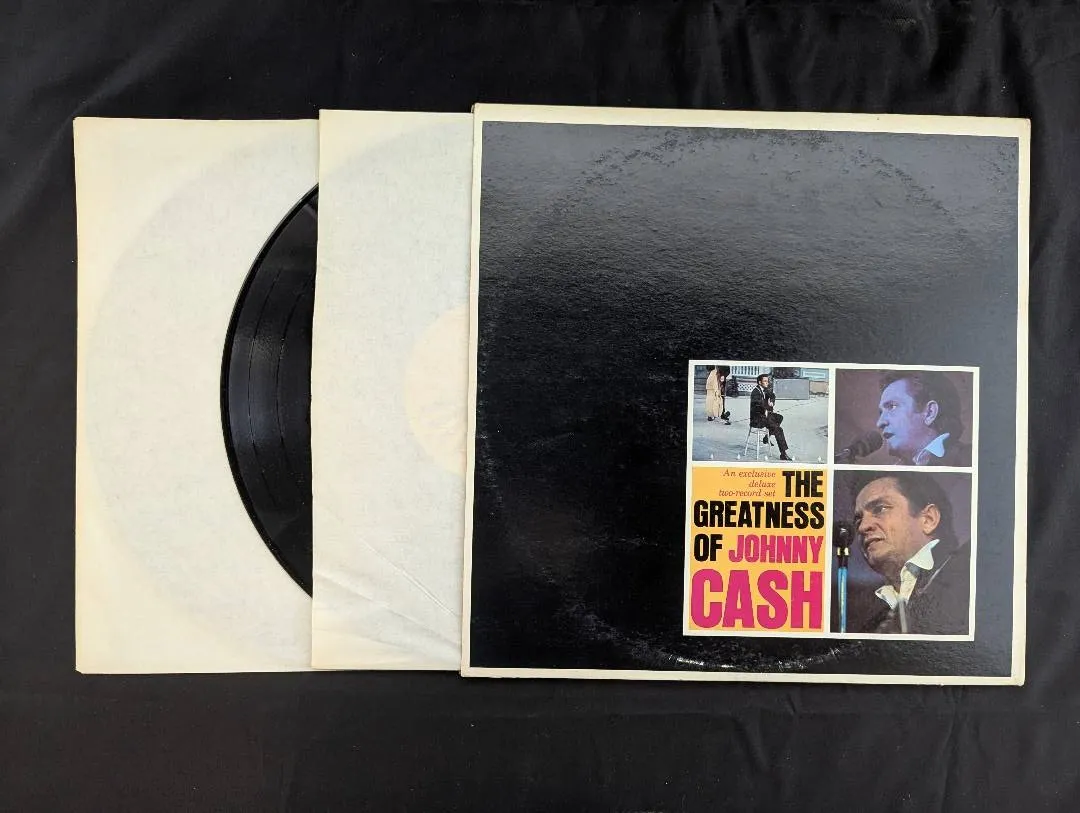 An exclusive
deluxe
two-record set
THE
GREATNESS
OF JOHNNY
CASH